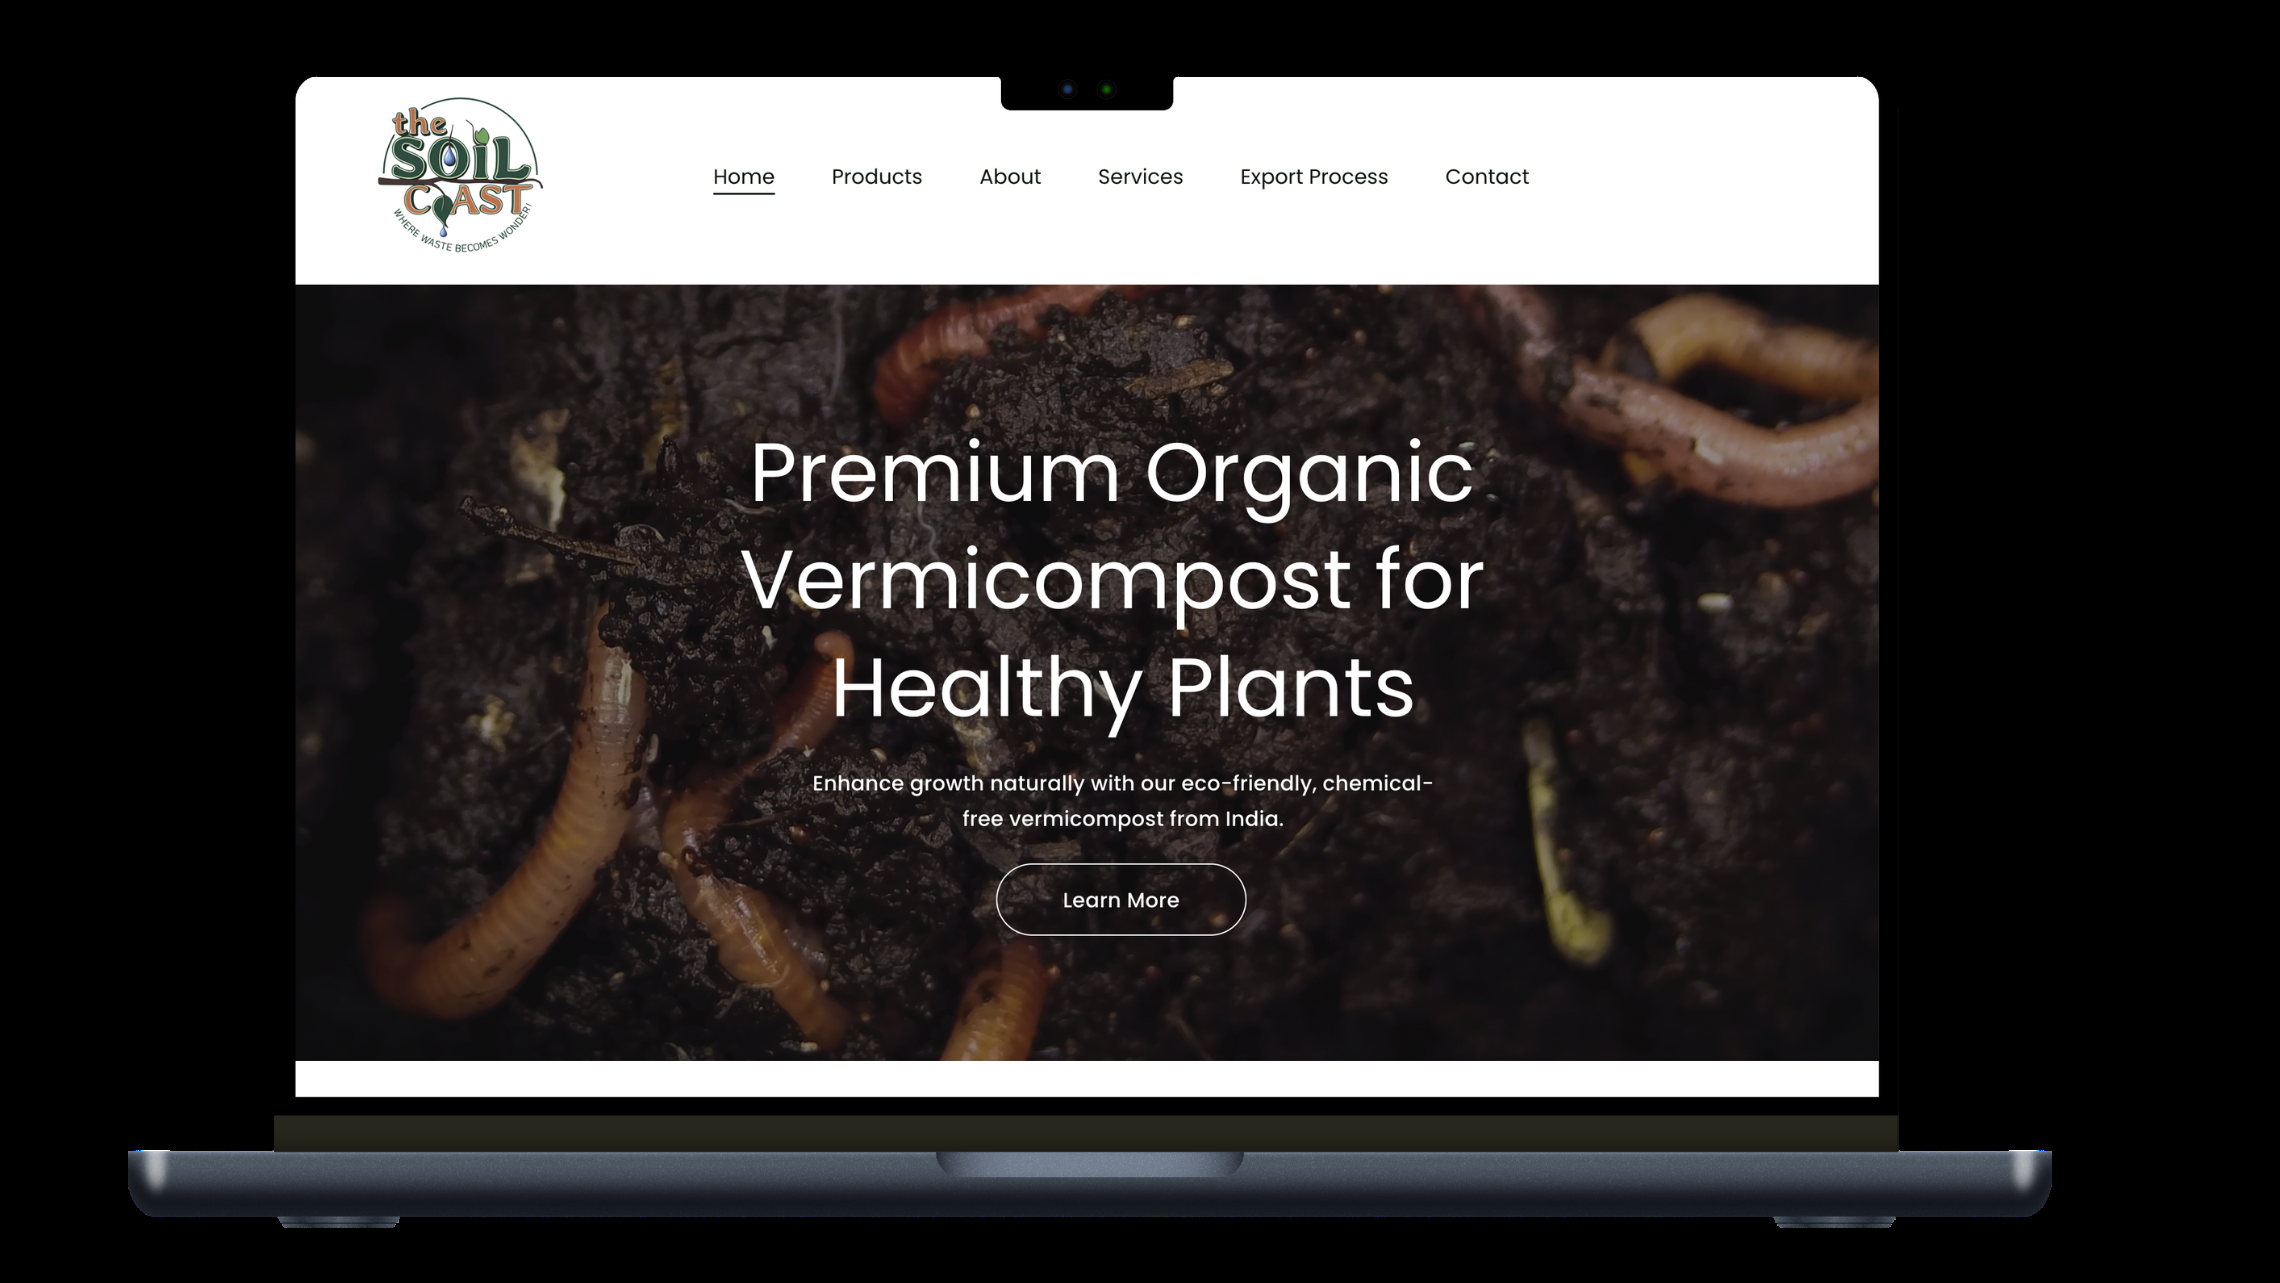 the
SOIL
CAST
WHERE WASTE BECOMES WONDER!
Home Products About Services Export Process Contact
Premium Organic
Vermicompost for
Healthy Plants
Enhance growth naturally with our eco-friendly, chemical-
free vermicompost from India.
Learn More